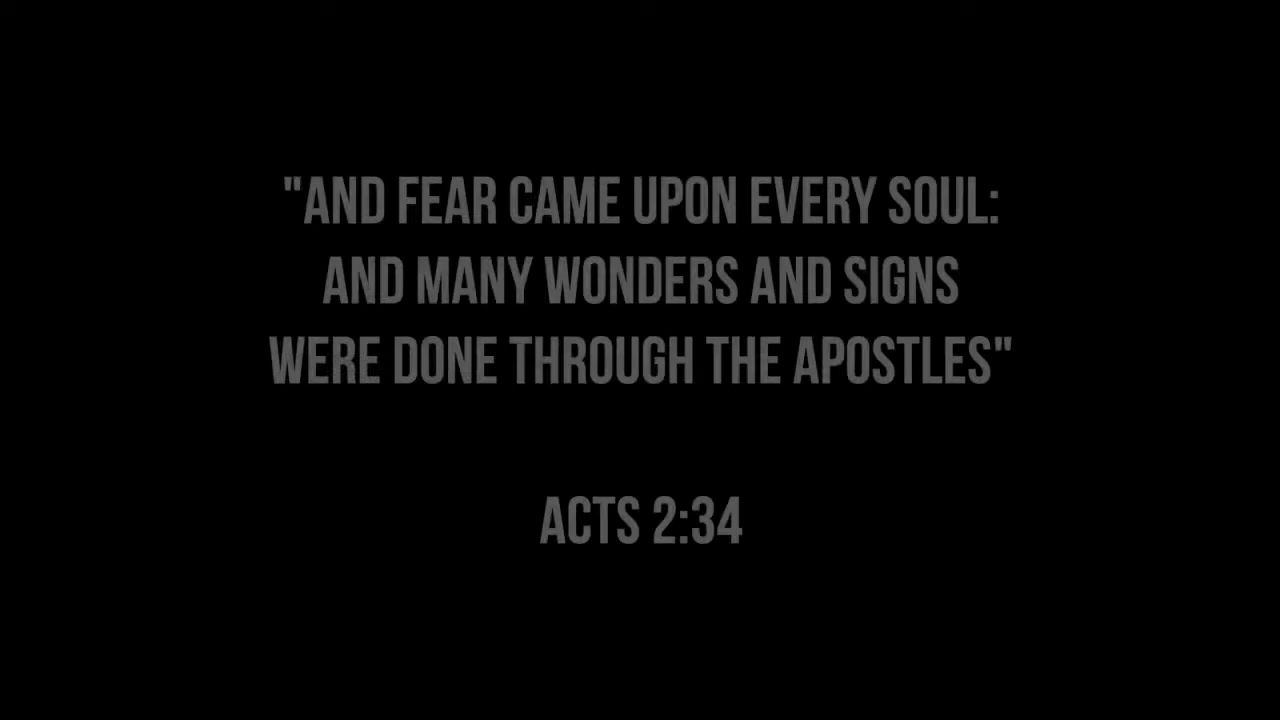 "AND FEAR CAME UPON EVERY SOUL:
AND MANY WONDERS AND SIGNS
WERE DONE THROUGH THE APOSTLES"
ACTS 2:34